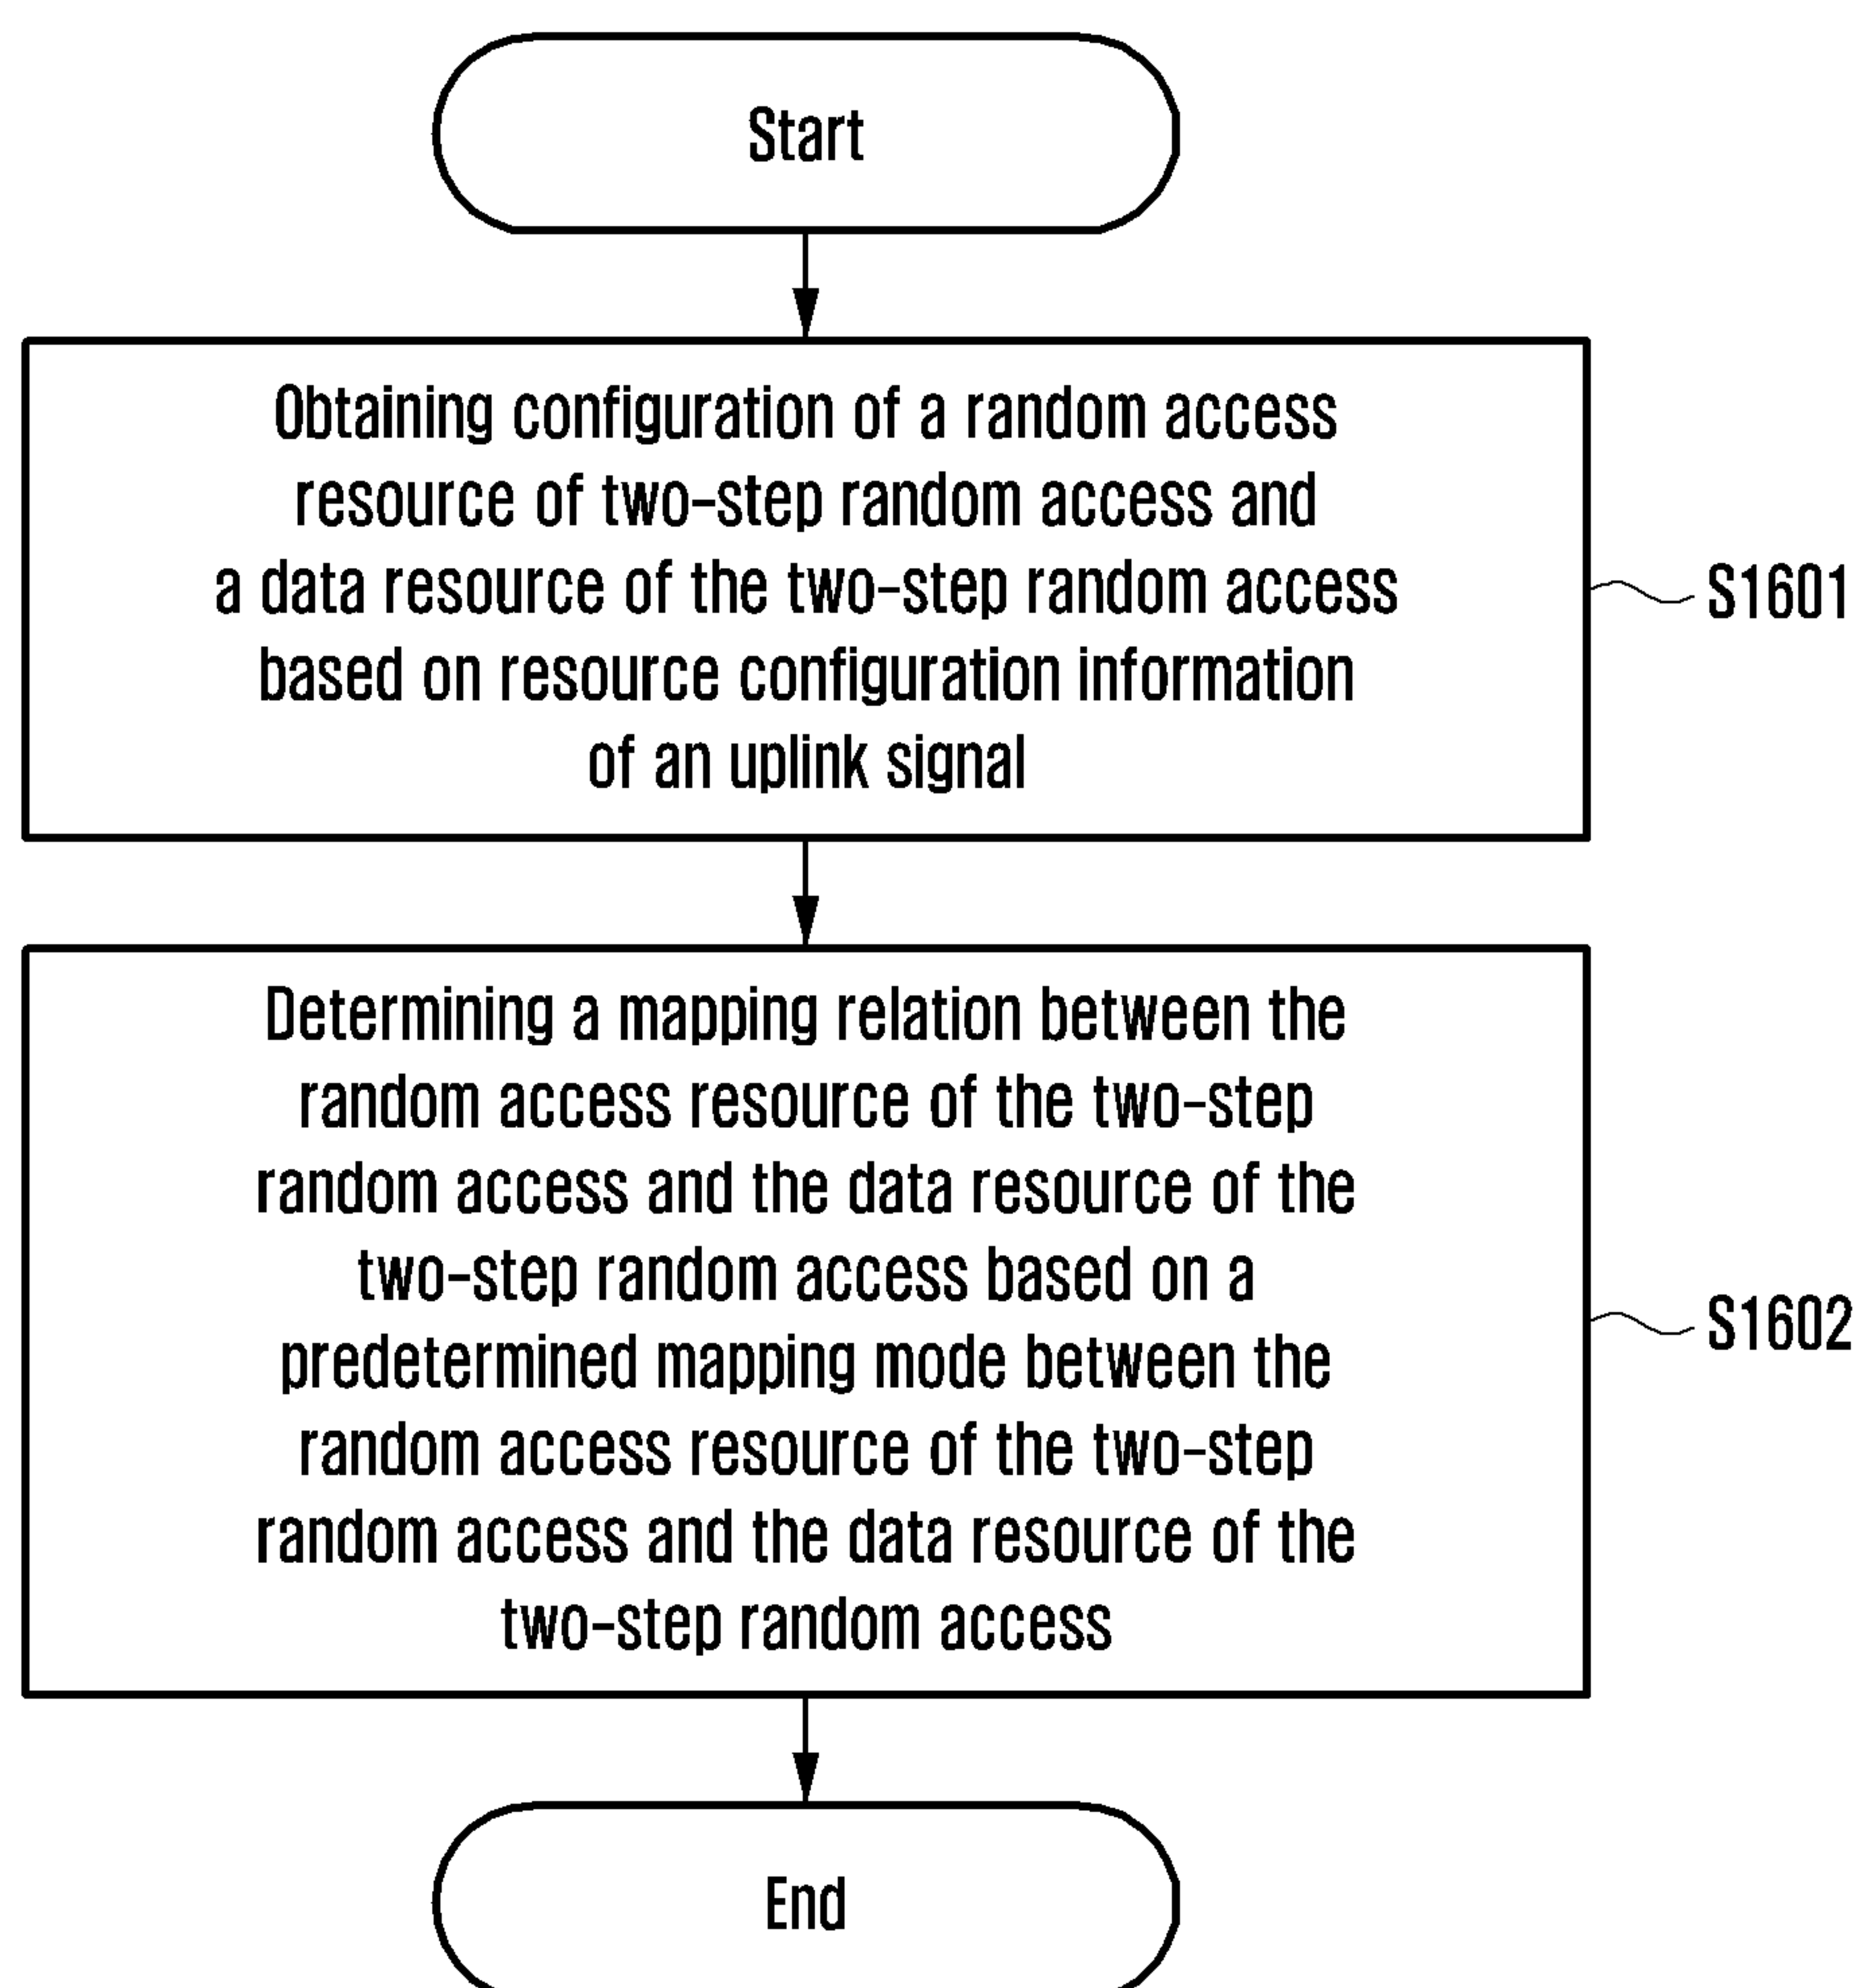 Start
Obtaining configuration of a random access
resource of two-step random access and
a data resource of the two-step random access
based on resource configuration information
of an uplink signal
S1601
Determining a mapping relation between the
random access resource of the two-step
random access and the data resource of the
two-step random access based on a
predetermined mapping mode between the
random access resource of the two-step
random access and the data resource of the
two-step random access
S1602
End